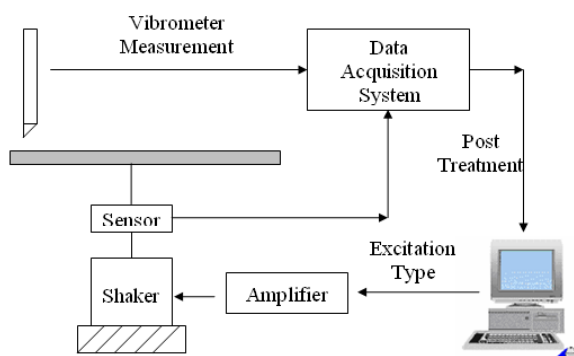 Vibrometer
Measurement
Data
Acquisition
System
Post
Treatment
Sensor
Excitation
Type
Shaker
Amplifier